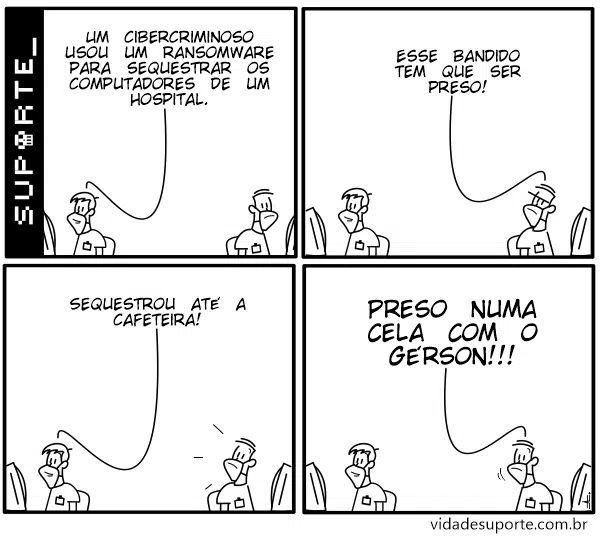 SUPORTE_
UM CIBERCRIMINOSO
USOU UM RANSOMWARE
PARA SEQUESTRAR OS
COMPUTADORES DE UM
HOSPITAL.
ESSE BANDIDO
TEM QUE SER
PRESO!
SEQUESTROU ATÉ A
CAFETEIRA!
PRESO NUMA
CELA COM O
GÉRSON!!!
vidadesuporte.com.br